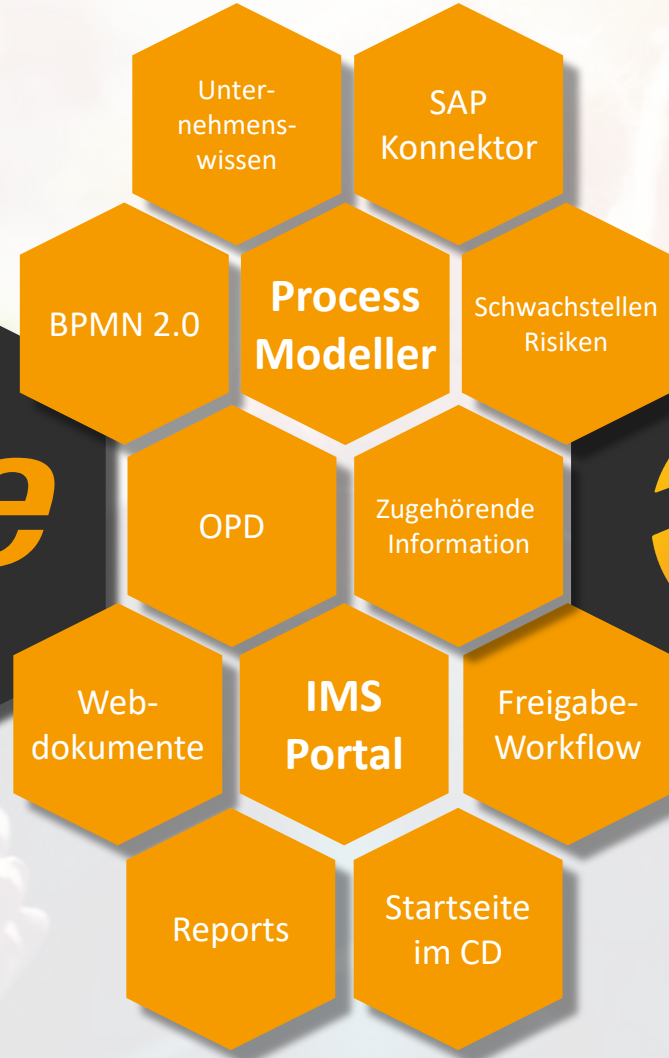 Unter-
nehmens-
wissen
SAP
Konnektor
BPMN 2.0
Process
Modeller
Schwachstellen
Risiken
e
OPD
Zugehörende
Information
Web-
dokumente
IMS
Portal
Freigabe-
Workflow
Reports
Startseite
im CD